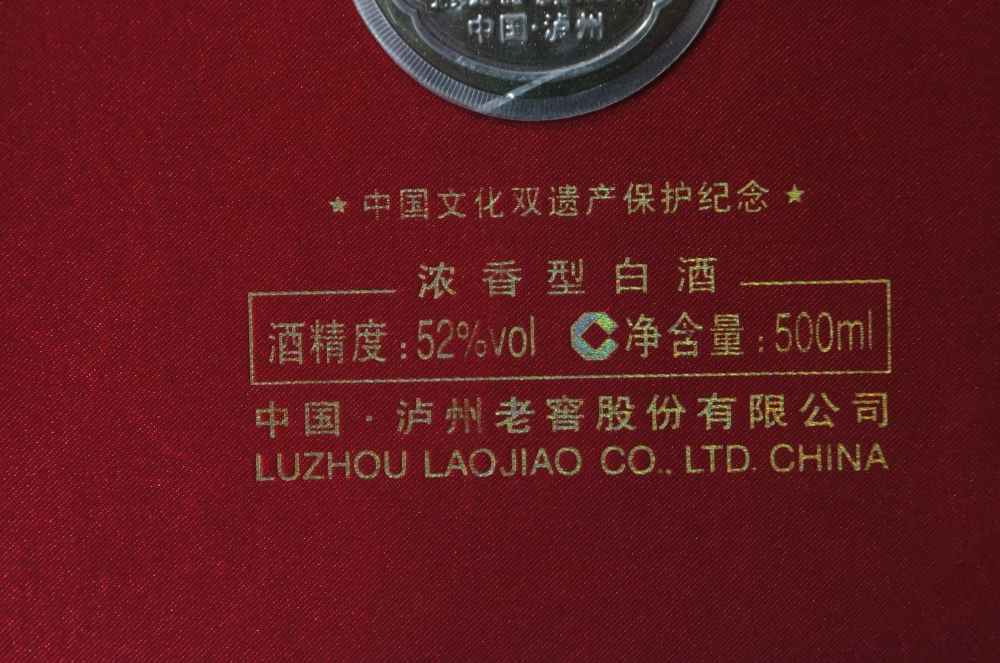 中国·泸州
★ 中国文化双遗产保护纪念 ★
浓香型白酒
酒精度:52%vol 净含量:500ml
中国·泸州老窖股份有限公司
LUZHOU LAOJIAO CO., LTD. CHINA